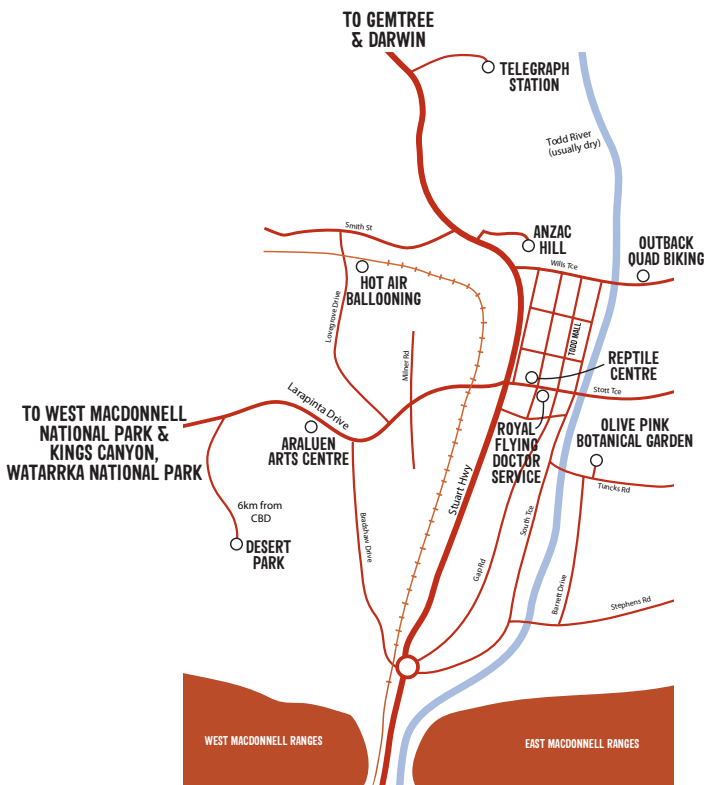 TO GEMTREE
& DARWIN
TELEGRAPH
STATION
Todd River
(usually dry)
Smith St
ANZAC
HILL
OUTBACK
QUAD BIKING
Wills Tce
HOT AIR
BALLOONING
Lovegrove Drive
TODD MALL
Milner Rd
REPTILE
CENTRE
Larapinta Drive
Stott Tce
TO WEST MACDONNELL
NATIONAL PARK &
KINGS CANYON,
WATARRKA NATIONAL PARK
ARALUEN
ARTS CENTRE
ROYAL
FLYING
DOCTOR
SERVICE
OLIVE PINK
BOTANICAL GARDEN
Stuart Hwy
Tuncks Rd
6km from
CBD
Bradshaw Drive
South Tce
DESERT
PARK
Gap Rd
Barrett Drive
Stephens Rd
WEST MACDONNELL RANGES
EAST MACDONNELL RANGES